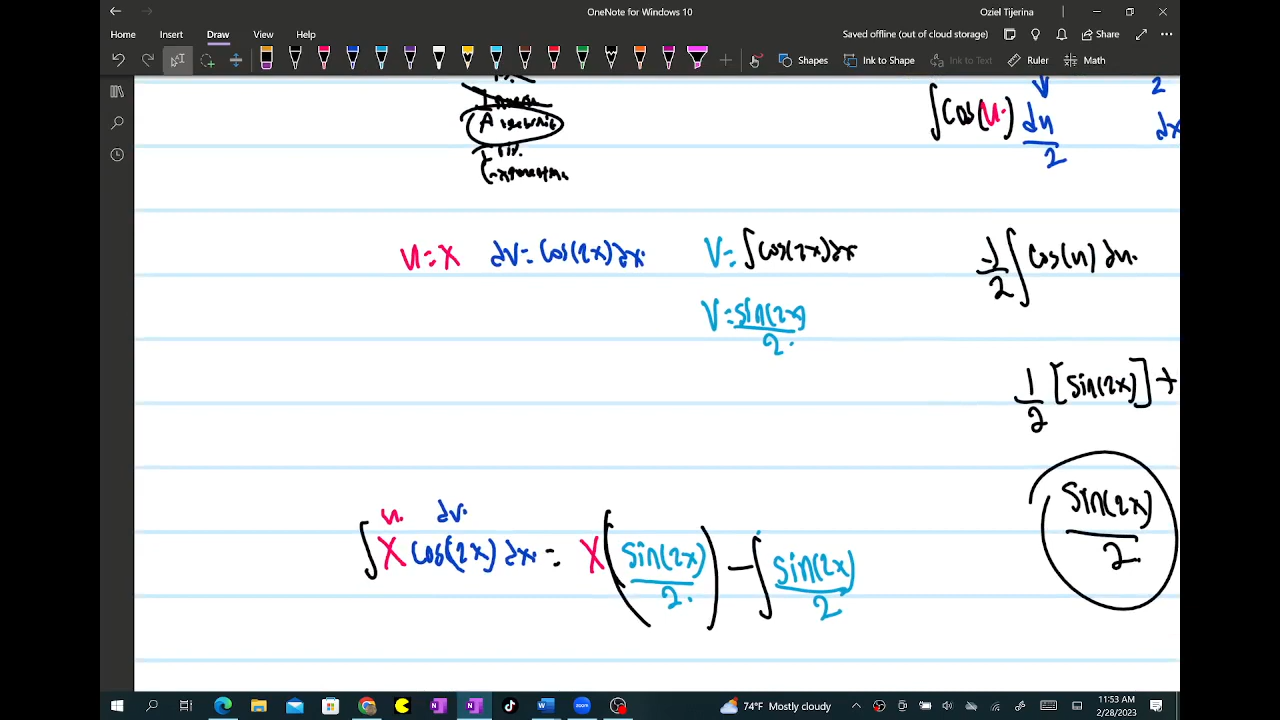 OneNote for Windows 10
Oziel Tijerina
Home Insert Draw View Help
Saved offline (out of cloud storage)
Share
Shapes
Ink to Shape
Ink to Text
Ruler
Math
∫cos(u) du/2
2
dx
u=x dv=cos(2x)dx v=∫cos(2x)dx
v=sin(2x)/2
1/2 ∫cos(u) du
1/2 [sin(2x)] +
sin(2x)/2
u dv
∫x cos(2x) dx = x(sin(2x)/2) - ∫sin(2x)/2
74°F Mostly cloudy
11:53 AM
2/28/2023